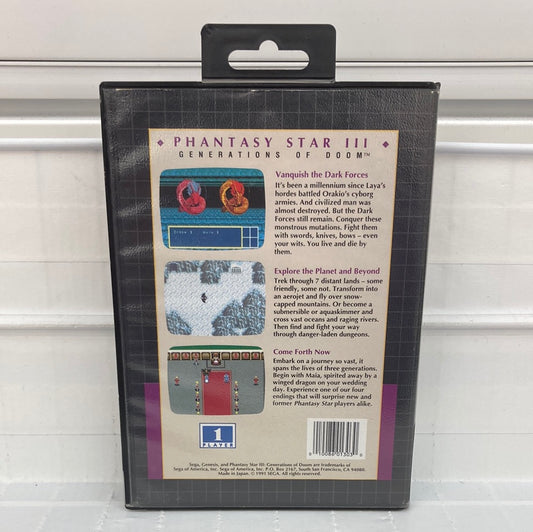 PHANTASY STAR III
GENERATIONS OF DOOM™
Vanquish the Dark Forces
It's been a millennium since Laya's
hordes battled Orakio's cyborg
armies. And civilized man was
almost destroyed. But the Dark
Forces still remain. Conquer these
monstrous mutations. Fight them
with swords, knives, bows – even
your wits. You live and die by
them.
Explore the Planet and Beyond
Trek through 7 distant lands – some
friendly, some not. Transform into
an aerojet and fly over snow-
capped mountains. Or become a
submersible or aquaskimmer and
cross vast oceans and raging rivers.
Then find and fight your way
through danger-laden dungeons.
Come Forth Now
Embark on a journey so vast, it
spans the lives of three generations.
Begin with Maia, spirited away by a
winged dragon on your wedding
day. Experience one of our four
endings that will surprise new and
former Phantasy Star players alike.
1
PLAYER
Sega, Genesis, and Phantasy Star III: Generations of Doom are trademarks of
Sega of America, Inc. Sega of America, Inc. P.O. Box 2167, South San Francisco, CA 94080.
Made in Japan. © 1991 SEGA. All rights reserved.